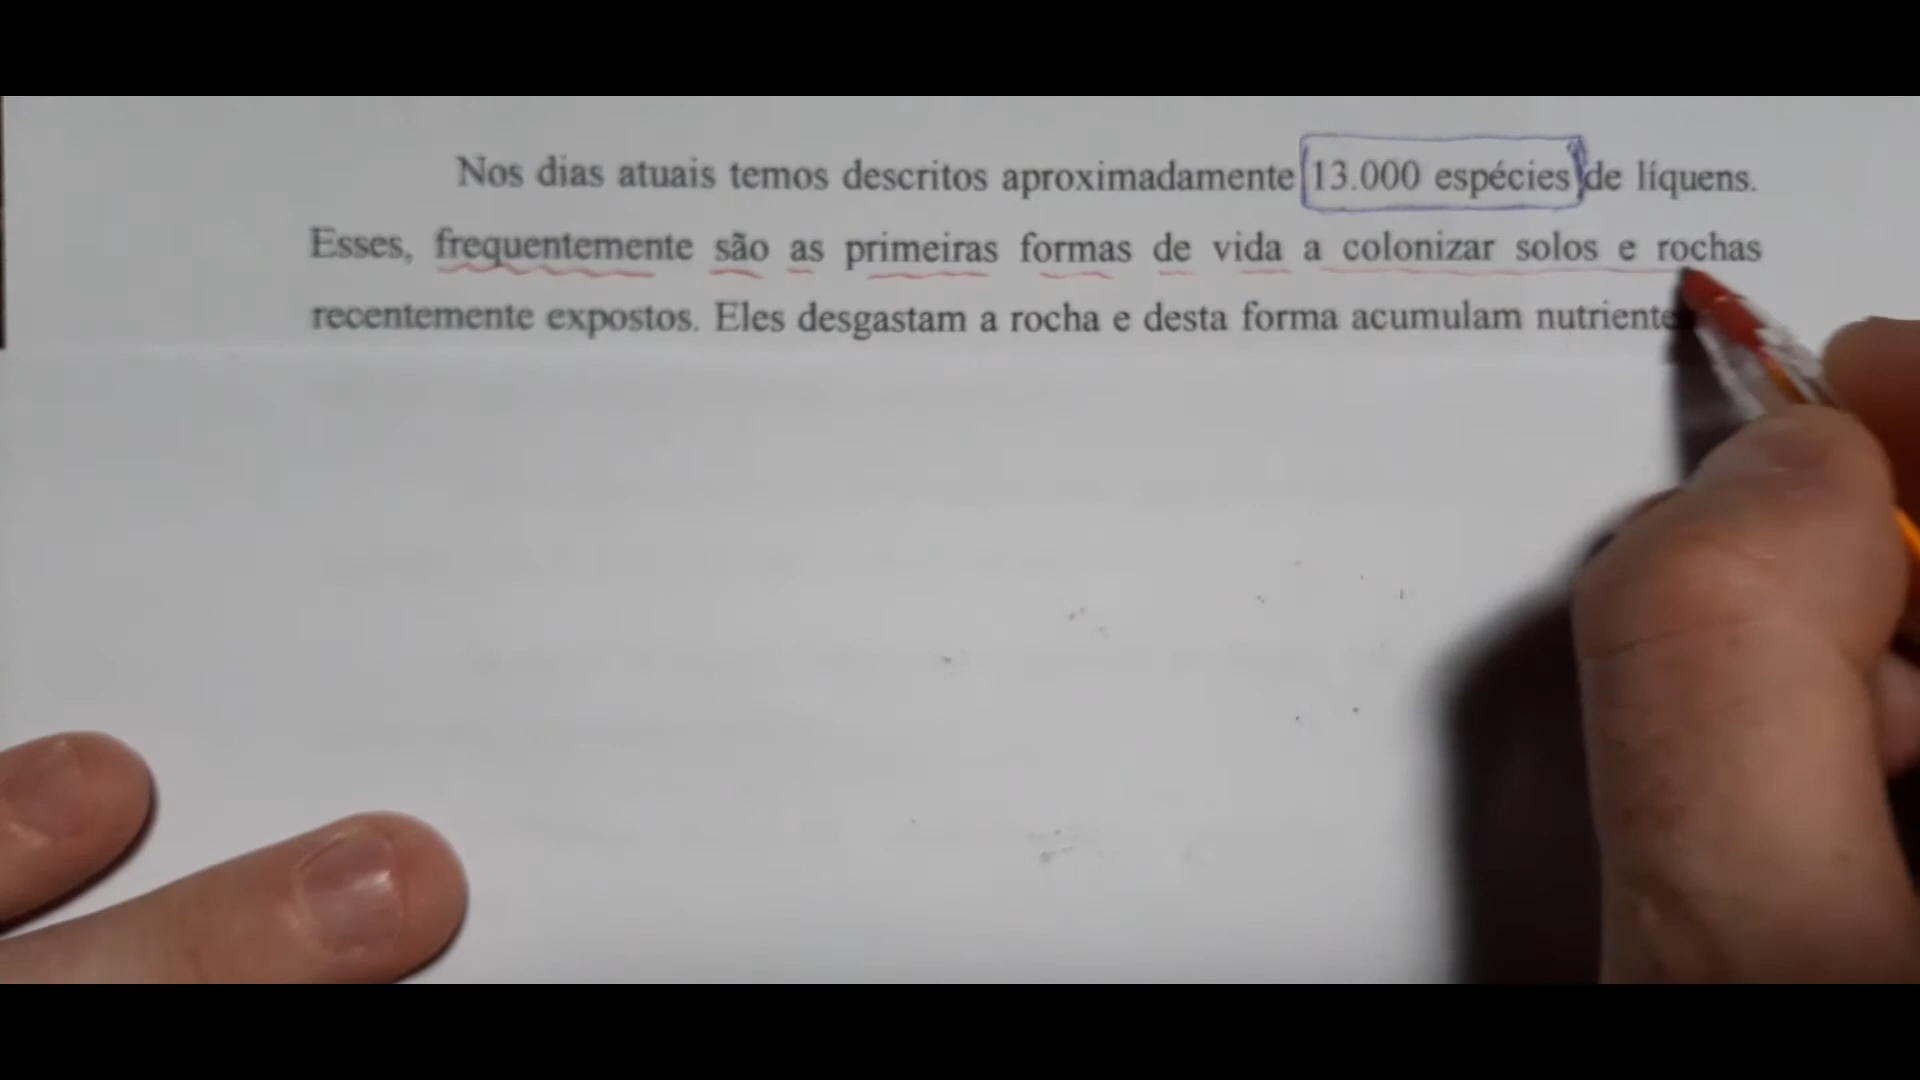 Nos dias atuais temos descritos aproximadamente 13.000 espécies de líquens.
Esses, frequentemente são as primeiras formas de vida a colonizar solos e rochas
recentemente expostos. Eles desgastam a rocha e desta forma acumulam